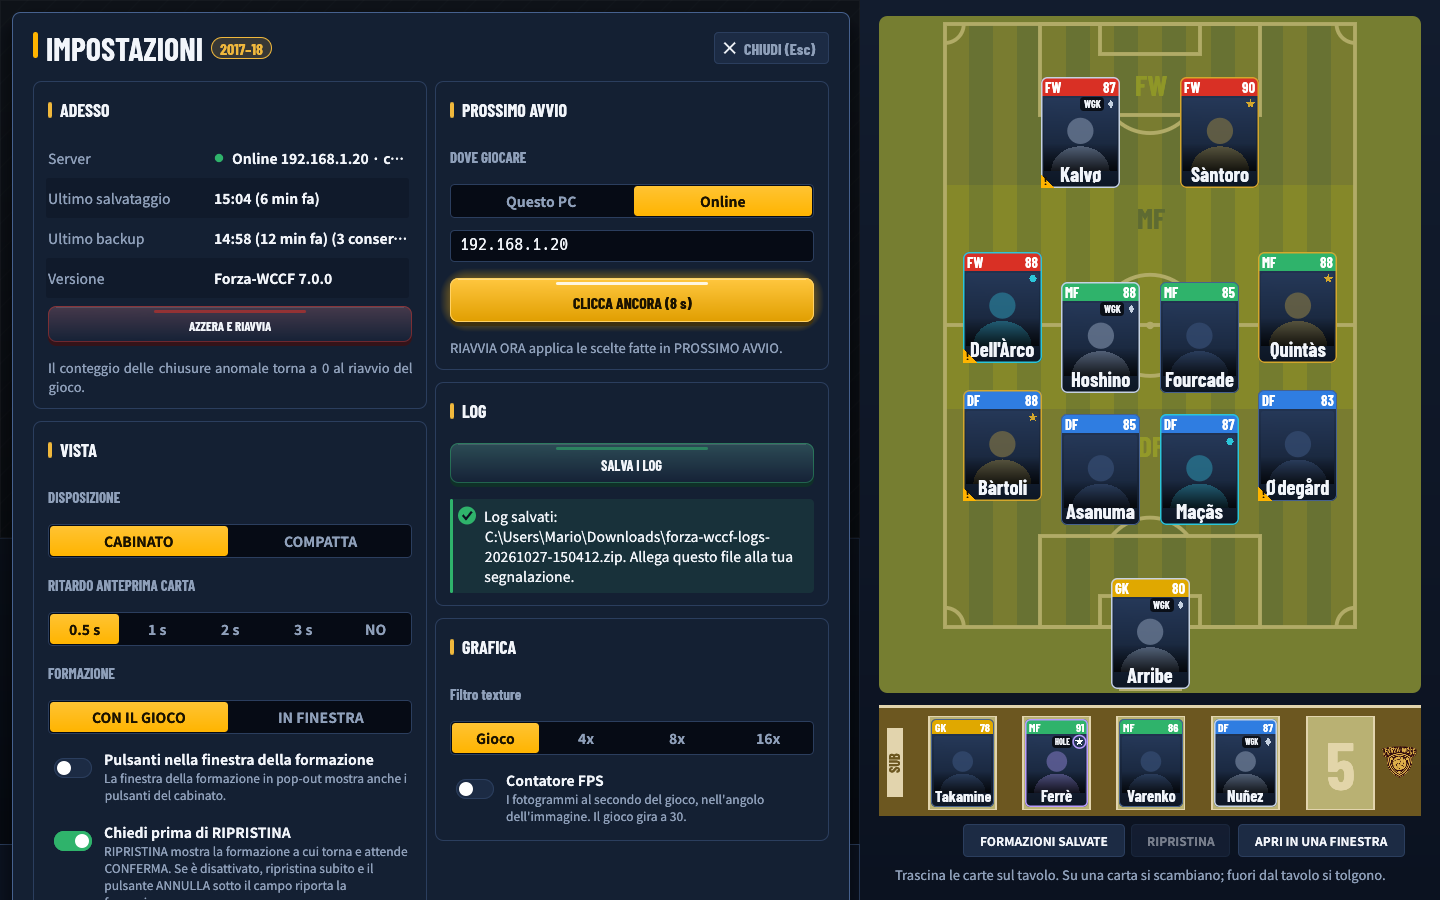 IMPOSTAZIONI 2017-18
CHIUDI (Esc)
ADESSO
Server Online 192.168.1.20 · c···
Ultimo salvataggio 15:04 (6 min fa)
Ultimo backup 14:58 (12 min fa) (3 conser···
Versione Forza-WCCF 7.0.0
AZZERA E RIAVVIA
Il conteggio delle chiusure anomale torna a 0 al riavvio del
gioco.
VISTA
DISPOSIZIONE
CABINATO COMPATTA
RITARDO ANTEPRIMA CARTA
0.5 s 1 s 2 s 3 s NO
FORMAZIONE
CON IL GIOCO IN FINESTRA
Pulsanti nella finestra della formazione
La finestra della formazione in pop-out mostra anche i
pulsanti del cabinato.
Chiedi prima di RIPRISTINA
RIPRISTINA mostra la formazione a cui torna e attende
CONFERMA. Se è disattivato, ripristina subito e il
pulsante ANNULLA sotto il campo riporta la
PROSSIMO AVVIO
DOVE GIOCARE
Questo PC Online
192.168.1.20
CLICCA ANCORA (8 s)
RIAVVIA ORA applica le scelte fatte in PROSSIMO AVVIO.
LOG
SALVA I LOG
Log salvati:
C:\Users\Mario\Downloads\forza-wccf-logs-
20261027-150412.zip. Allega questo file alla tua
segnalazione.
GRAFICA
Filtro texture
Gioco 4x 8x 16x
Contatore FPS
I fotogrammi al secondo del gioco, nell'angolo
dell'immagine. Il gioco gira a 30.
FW
FW 87
WGK
Kalvø
FW 90
Sàntoro
MF
FW 88
Dell'Àrco
MF 88
WGK
Hoshino
MF 85
Fourcade
MF 88
Quintàs
DF
DF 88
Bàrtoli
DF 85
Asanuma
DF 87
Maçãs
DF 83
Ødegård
GK 80
WGK
Arribe
SUB
GK 78
Takamine
MF 91
HOLE
Ferrè
MF 86
Varenko
DF 87
WGK
Nuñez
5
FORMAZIONI SALVATE
RIPRISTINA
APRI IN UNA FINESTRA
Trascina le carte sul tavolo. Su una carta si scambiano; fuori dal tavolo si tolgono.